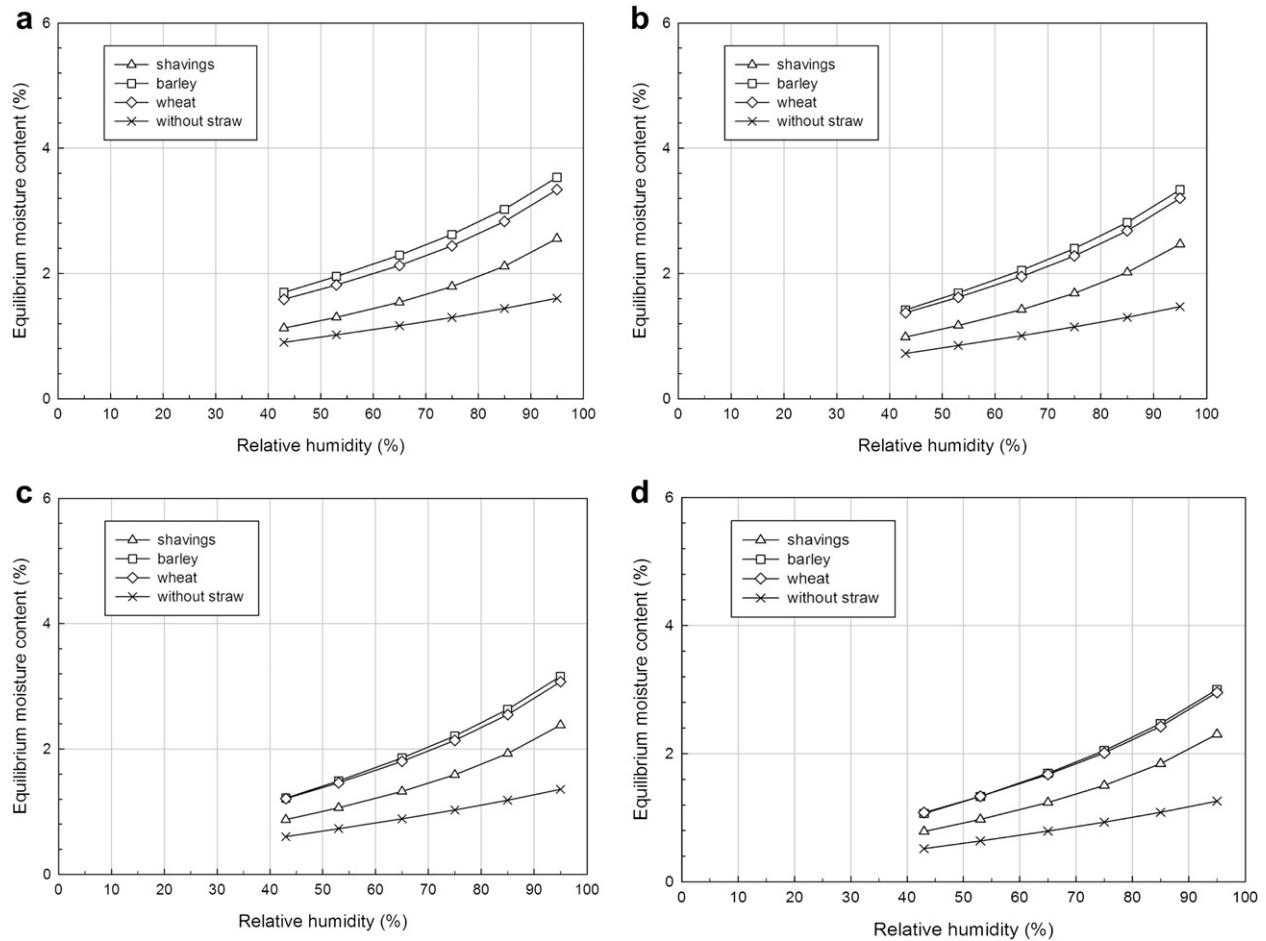 a
6
4
2
0
Equilibrium moisture content (%)
shavings
barley
wheat
without straw
0 10 20 30 40 50 60 70 80 90 100
Relative humidity (%)
b
6
4
2
0
Equilibrium moisture content (%)
shavings
barley
wheat
without straw
0 10 20 30 40 50 60 70 80 90 100
Relative humidity (%)
c
6
4
2
0
Equilibrium moisture content (%)
shavings
barley
wheat
without straw
0 10 20 30 40 50 60 70 80 90 100
Relative humidity (%)
d
6
4
2
0
Equilibrium moisture content (%)
shavings
barley
wheat
without straw
0 10 20 30 40 50 60 70 80 90 100
Relative humidity (%)